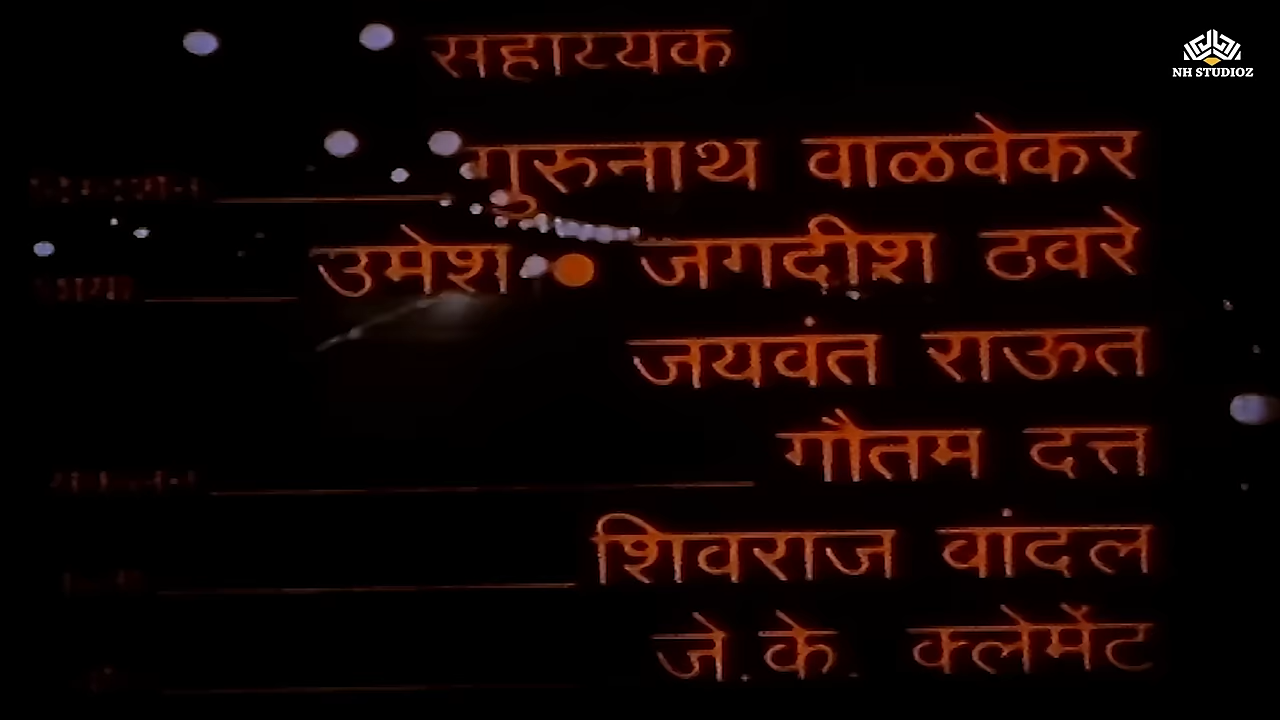 सहाय्यक
NH STUDIOZ
गुरुनाथ वाळवेकर
उमेश • जगदीश ठवरे
जयवंत राऊत
गौतम दत्त
शिवराज वांदल
जे. के. क्लेमेंट